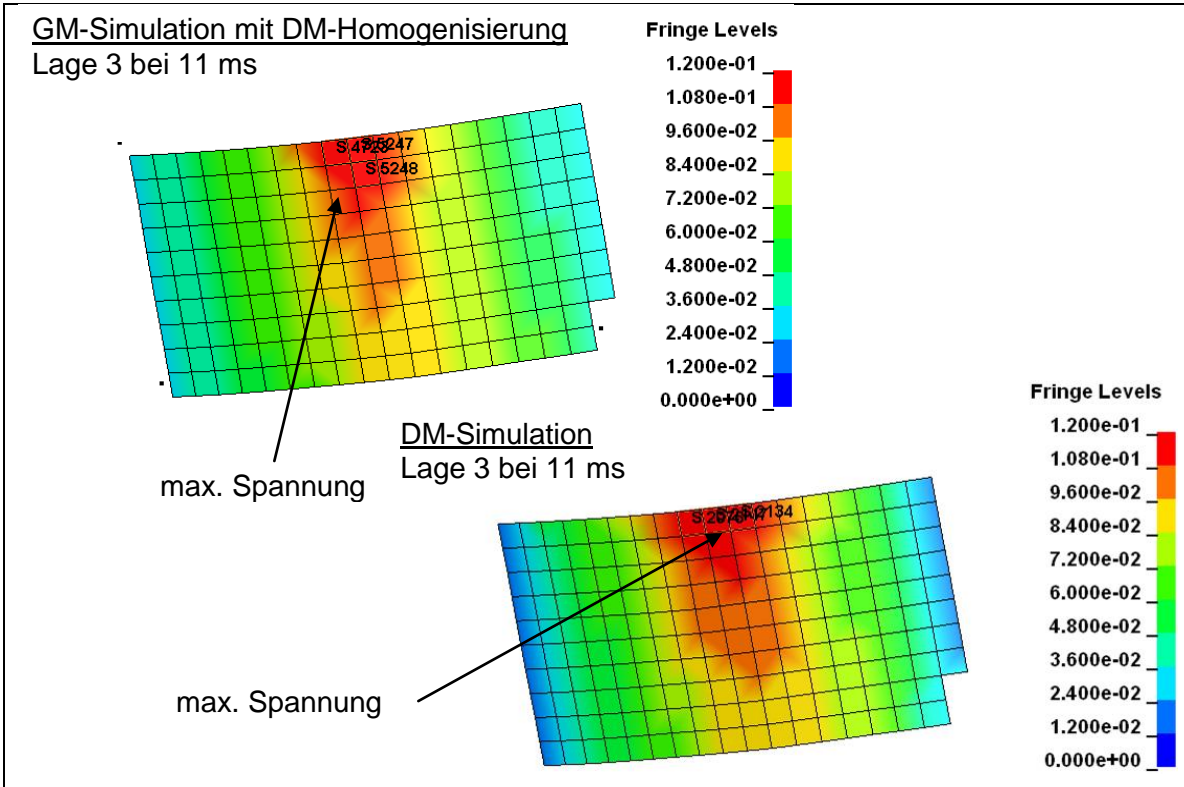 GM-Simulation mit DM-Homogenisierung
Lage 3 bei 11 ms
Fringe Levels
1.200e-01
1.080e-01
9.600e-02
8.400e-02
7.200e-02
6.000e-02
4.800e-02
3.600e-02
2.400e-02
1.200e-02
0.000e+00
S 5247
S 5248
max. Spannung
DM-Simulation
Lage 3 bei 11 ms
Fringe Levels
1.200e-01
1.080e-01
9.600e-02
8.400e-02
7.200e-02
6.000e-02
4.800e-02
3.600e-02
2.400e-02
1.200e-02
0.000e+00
max. Spannung